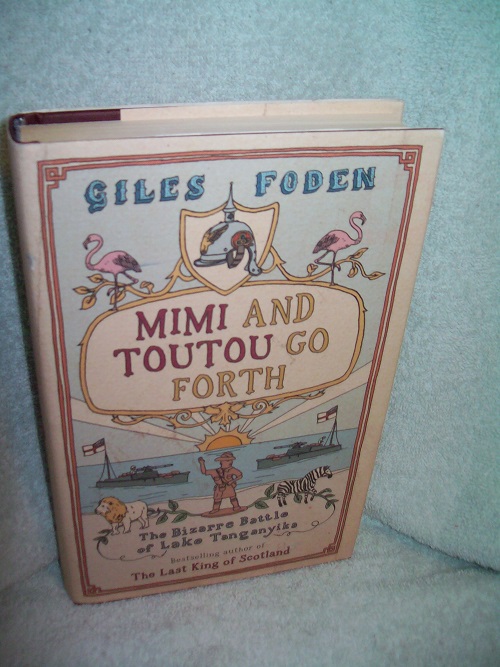 GILES FODEN
MIMI AND
TOUTOU GO
FORTH
The Bizarre Battle
of Lake Tanganyika
Bestselling author of
The Last King of Scotland